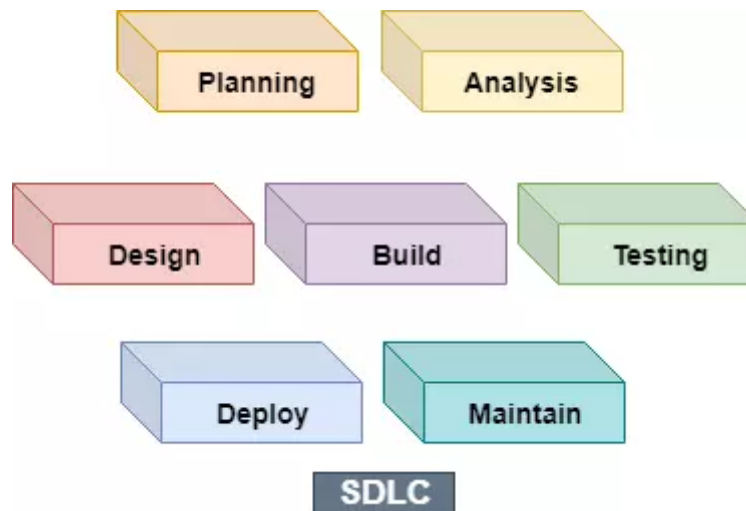 Planning
Analysis
Design
Build
Testing
Deploy
Maintain
SDLC